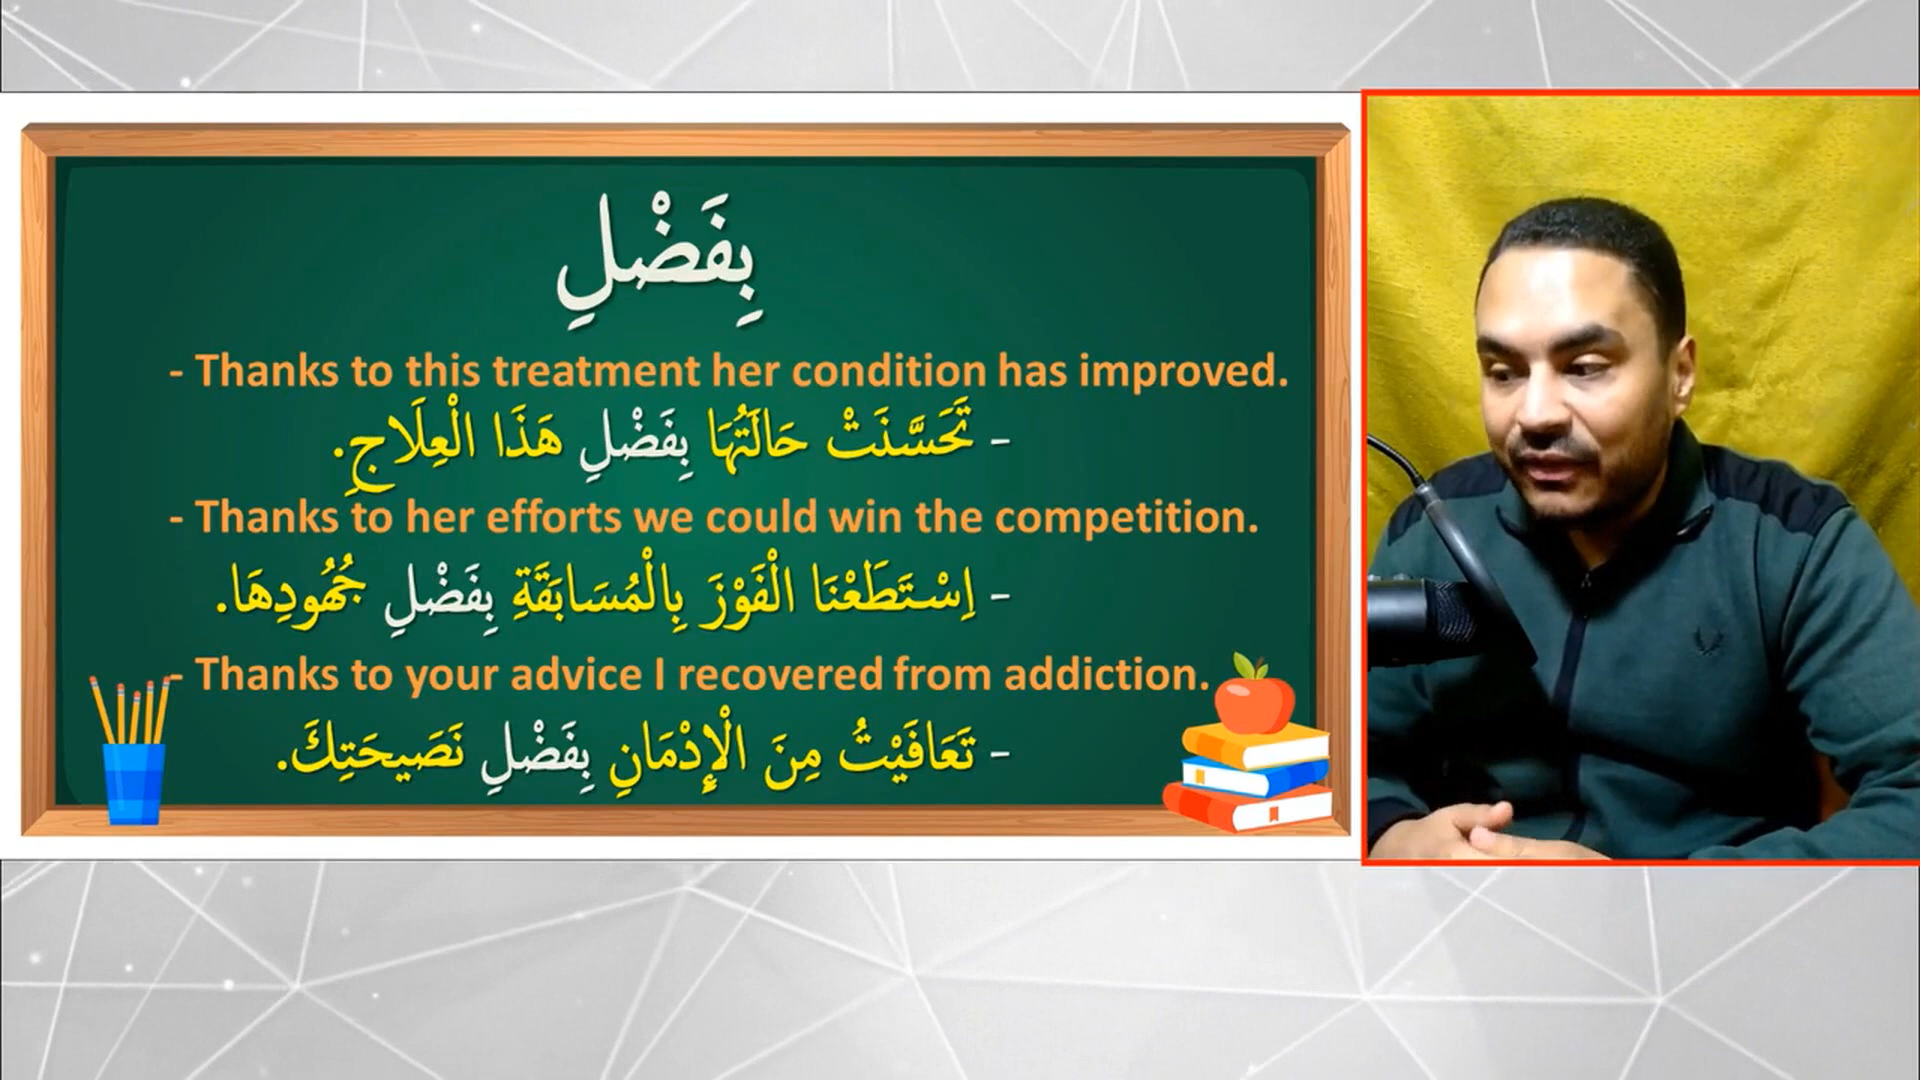 بِفَضْلِ
- Thanks to this treatment her condition has improved.
- تَحَسَّنَتْ حَالَتُهَا بِفَضْلِ هَذَا الْعِلَاجِ.
- Thanks to her efforts we could win the competition.
- اِسْتَطَعْنَا الْفَوْزَ بِالْمُسَابَقَةِ بِفَضْلِ جُهُودِهَا.
- Thanks to your advice I recovered from addiction.
- تَعَافَيْتُ مِنَ الْإِدْمَانِ بِفَضْلِ نَصَيحَتِكَ.